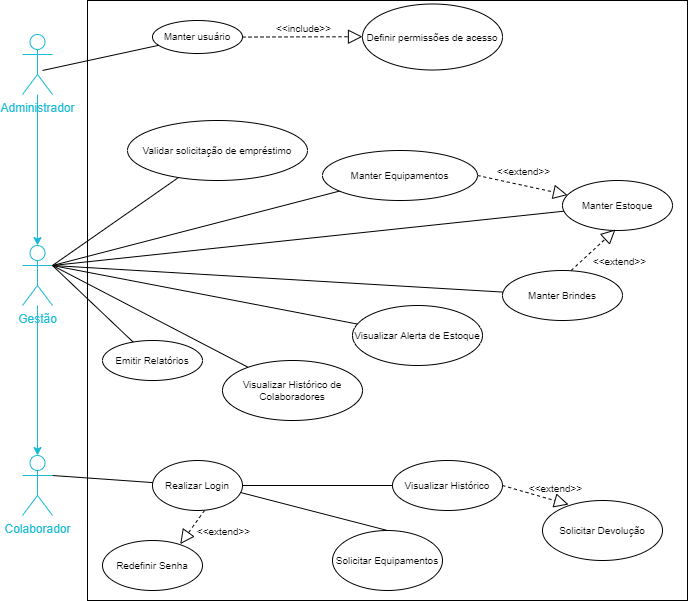 Manter usuário
<<include>>
Definir permissões de acesso
Administrador
Validar solicitação de empréstimo
Manter Equipamentos
<<extend>>
Manter Estoque
<<extend>>
Manter Brindes
Gestão
Visualizar Alerta de Estoque
Emitir Relatórios
Visualizar Histórico de
Colaboradores
Colaborador
Realizar Login
Visualizar Histórico
<<extend>>
Solicitar Devolução
<<extend>>
Redefinir Senha
Solicitar Equipamentos